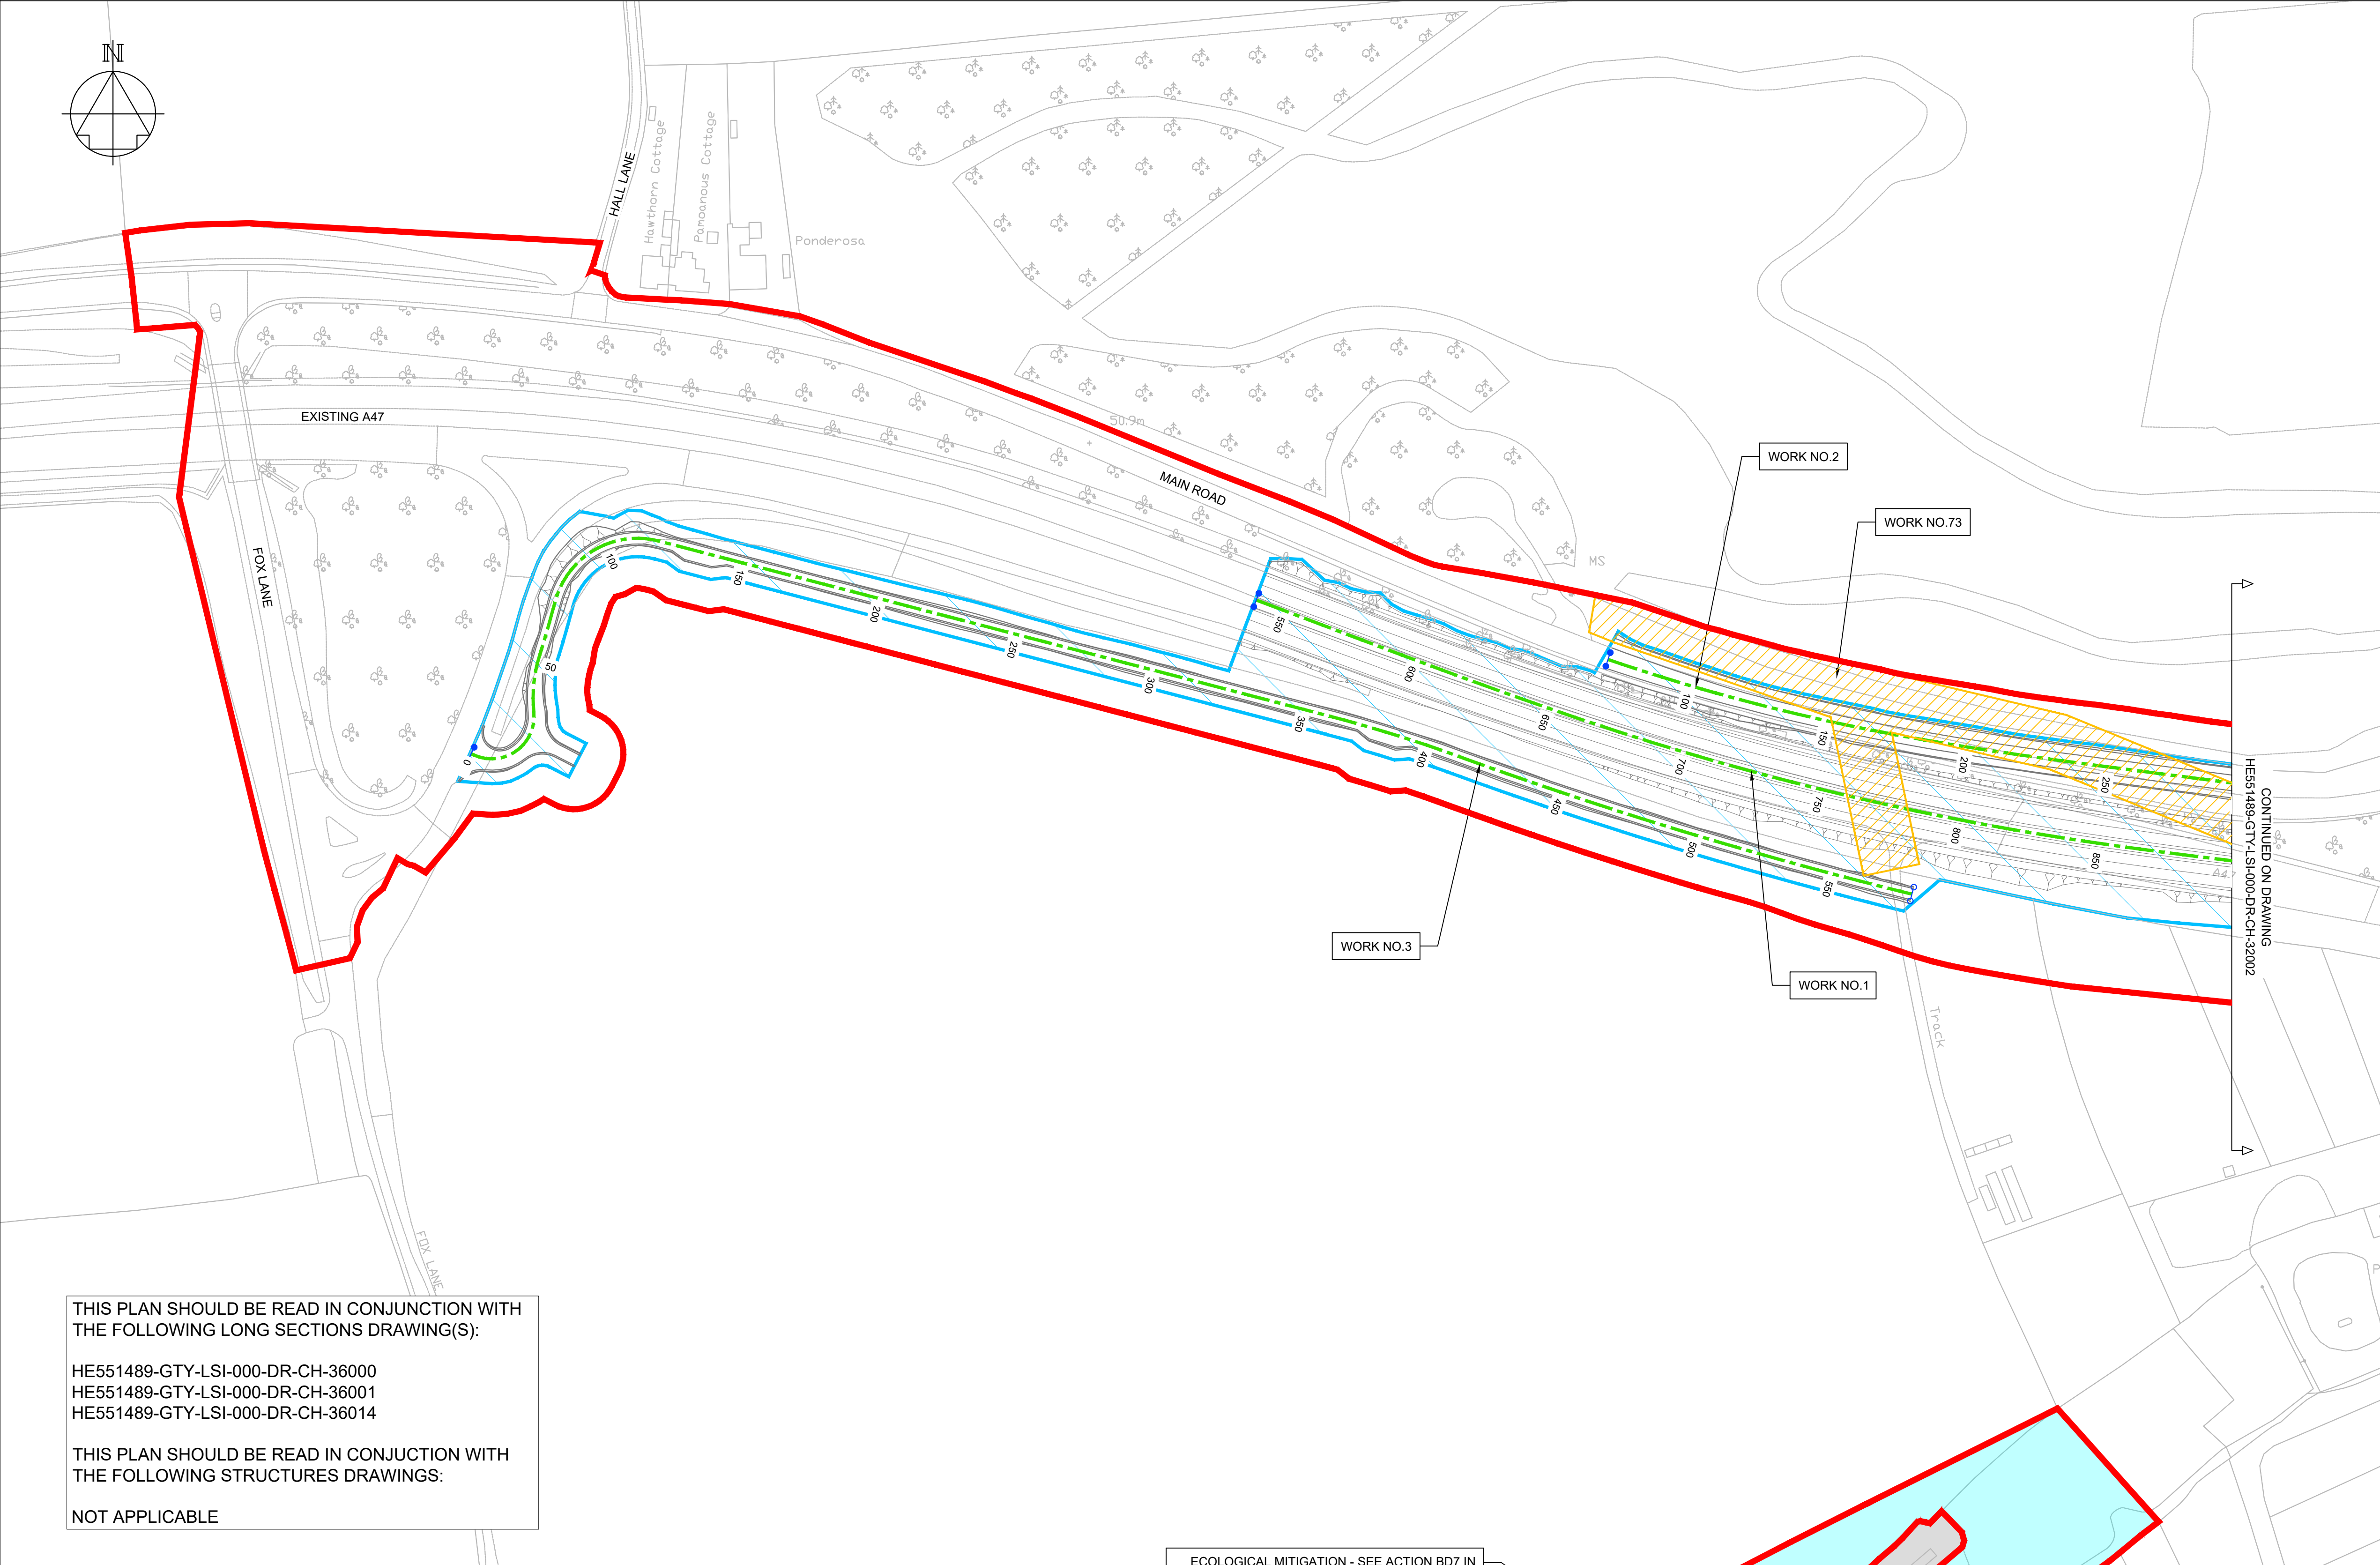 N
HALL LANE
Hawthorn Cottage
Pamoanous Cottage
Ponderosa
EXISTING A47
50.9m
MAIN ROAD
WORK NO.2
WORK NO.73
MS
FOX LANE
0
50
100
150
200
250
300
350
400
450
500
550
550
600
650
700
750
800
850
100
150
200
250
WORK NO.3
WORK NO.1
A47
CONTINUED ON DRAWING
HE551489-GTY-LSI-000-DR-CH-32002
Track
FOX LANE
P
THIS PLAN SHOULD BE READ IN CONJUNCTION WITH
THE FOLLOWING LONG SECTIONS DRAWING(S):
HE551489-GTY-LSI-000-DR-CH-36000
HE551489-GTY-LSI-000-DR-CH-36001
HE551489-GTY-LSI-000-DR-CH-36014
THIS PLAN SHOULD BE READ IN CONJUCTION WITH
THE FOLLOWING STRUCTURES DRAWINGS:
NOT APPLICABLE
ECOLOGICAL MITIGATION - SEE ACTION BD7 IN